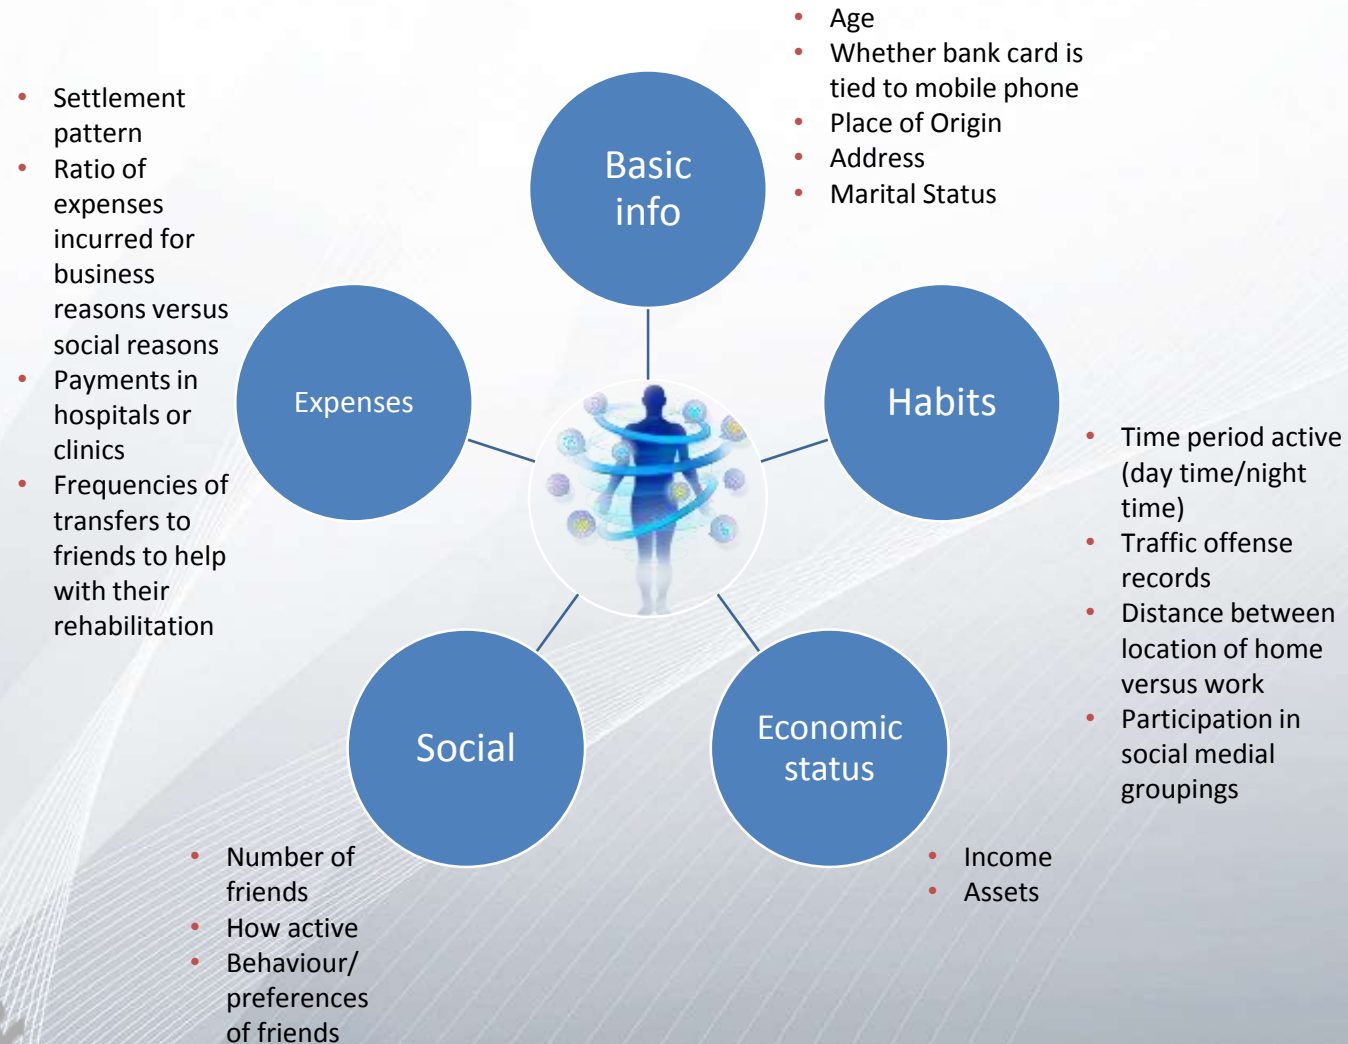 Basic
info
• Age
• Whether bank card is
tied to mobile phone
• Place of Origin
• Address
• Marital Status
Habits
• Time period active
(day time/night
time)
• Traffic offense
records
• Distance between
location of home
versus work
• Participation in
social medial
groupings
Economic
status
• Income
• Assets
Social
• Number of
friends
• How active
• Behaviour/
preferences
of friends
Expenses
• Settlement
pattern
• Ratio of
expenses
incurred for
business
reasons versus
social reasons
• Payments in
hospitals or
clinics
• Frequencies of
transfers to
friends to help
with their
rehabilitation